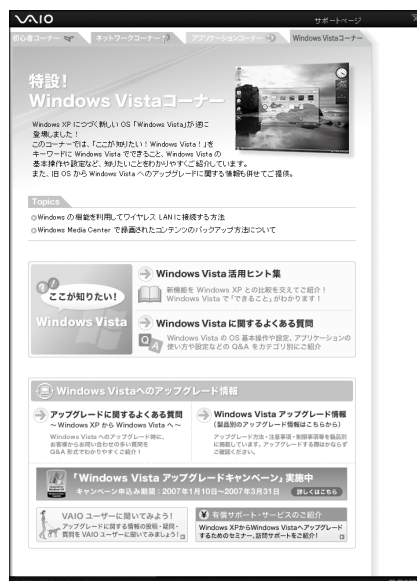 VAIO
サポートページ
初心者コーナー
ネットワークコーナー
アプリケーションコーナー
Windows Vistaコーナー
特設!
Windows Vistaコーナー
Windows XP につづく新しい OS「Windows Vista」が遂に
登場しました!
このコーナーでは、「ここが知りたい! Windows Vista!」を
キーワードに Windows Vista でできること、Windows Vista の
基本操作や設定など、知りたいことをわかりやすくご紹介しています。
また、旧 OS から Windows Vista へのアップグレードに関する情報も併せてご提供。
Topics
Windows の機能を利用してワイヤレス LANに接続する方法
Windows Media Center で録画されたコンテンツのバックアップ方法について
ここが知りたい!
Windows Vista
Windows Vista 活用ヒント集
新機能を Windows XP との比較を交えてご紹介!
Windows Vista で「できること」がわかります!
Windows Vista に関するよくある質問
Q A
Windows Vista の OS 基本操作や設定、アプリケーションの
使い方や設定などの Q&A をカテゴリ別にご紹介
Windows Vistaへのアップグレード情報
アップグレードに関するよくある質問
~ Windows XP から Windows Vista へ ~
Windows Vista へのアップグレード時に、
お客様からお問い合わせの多い質問を
Q&A 形式でわかりやすくご紹介!
Windows Vista アップグレード情報
(製品別のアップグレード情報はこちらから)
アップグレード方法・注意事項・制限事項等を製品別
に掲載しています。アップグレードする際はかならず
ご確認ください。
「Windows Vista アップグレードキャンペーン」実施中
キャンペーン申込み期間:2007年1月10日~2007年3月31日
詳しくはこちら
VAIO ユーザーに聞いてみよう!
アップグレードに関する情報の投稿・疑問・
質問を VAIO ユーザーに聞いてみましょう!
有償サポート・サービスのご紹介
Windows XPからWindows Vistaへアップグレード
するためのセミナー、訪問サポートをご紹介!